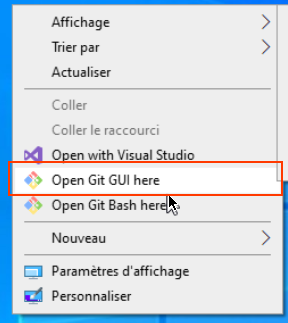 Affichage
Trier par
Actualiser
Coller
Coller le raccourci
Open with Visual Studio
Open Git GUI here
Open Git Bash here
Nouveau
Paramètres d'affichage
Personnaliser